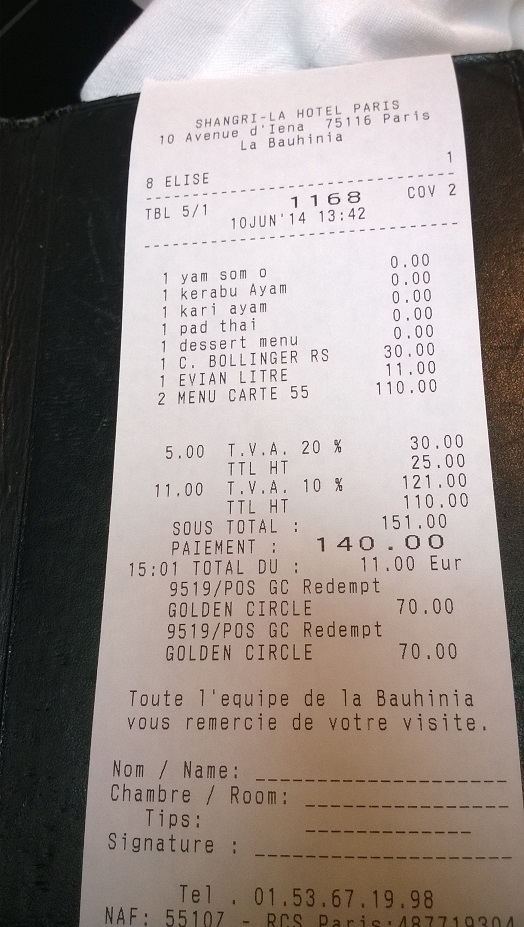 SHANGRI-LA HOTEL PARIS
10 Avenue d'Iena 75116 Paris
La Bauhinia
1
8 ELISE
TBL 5/1 1168 COV 2
10JUN'14 13:42
1 yam som o 0.00
1 kerabu Ayam 0.00
1 kari ayam 0.00
1 pad thai 0.00
1 dessert menu 0.00
1 C. BOLLINGER RS 30.00
1 EVIAN LITRE 11.00
2 MENU CARTE 55 110.00
5.00 T.V.A. 20 % 30.00
TTL HT 25.00
11.00 T.V.A. 10 % 121.00
TTL HT 110.00
SOUS TOTAL : 151.00
PAIEMENT : 140.00
15:01 TOTAL DU : 11.00 Eur
9519/POS GC Redempt
GOLDEN CIRCLE 70.00
9519/POS GC Redempt
GOLDEN CIRCLE 70.00
Toute l'equipe de la Bauhinia
vous remercie de votre visite.
Nom / Name: ____________________
Chambre / Room: ________________
Tips: _____________
Signature : ____________________
Tel . 01.53.67.19.98
NAF: 5510Z - RCS Paris:487719304